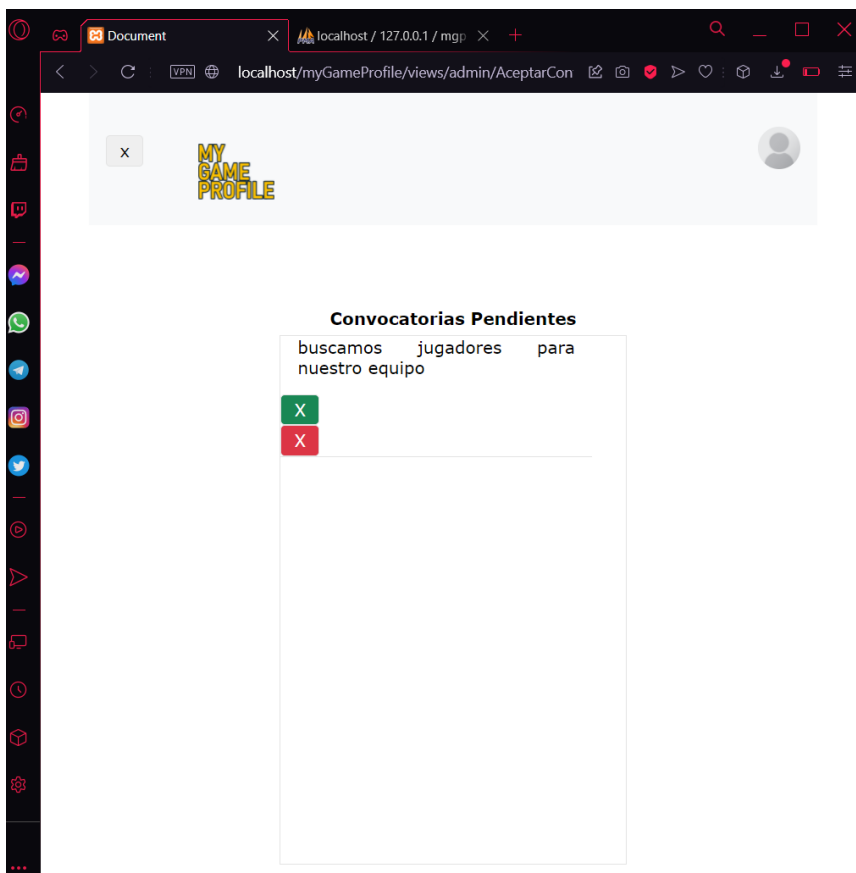 Document
localhost / 127.0.0.1 / mgp
VPN
localhost/myGameProfile/views/admin/AceptarCon
x
MY
GAME
PROFILE
Convocatorias Pendientes
buscamos jugadores para
nuestro equipo
X
X